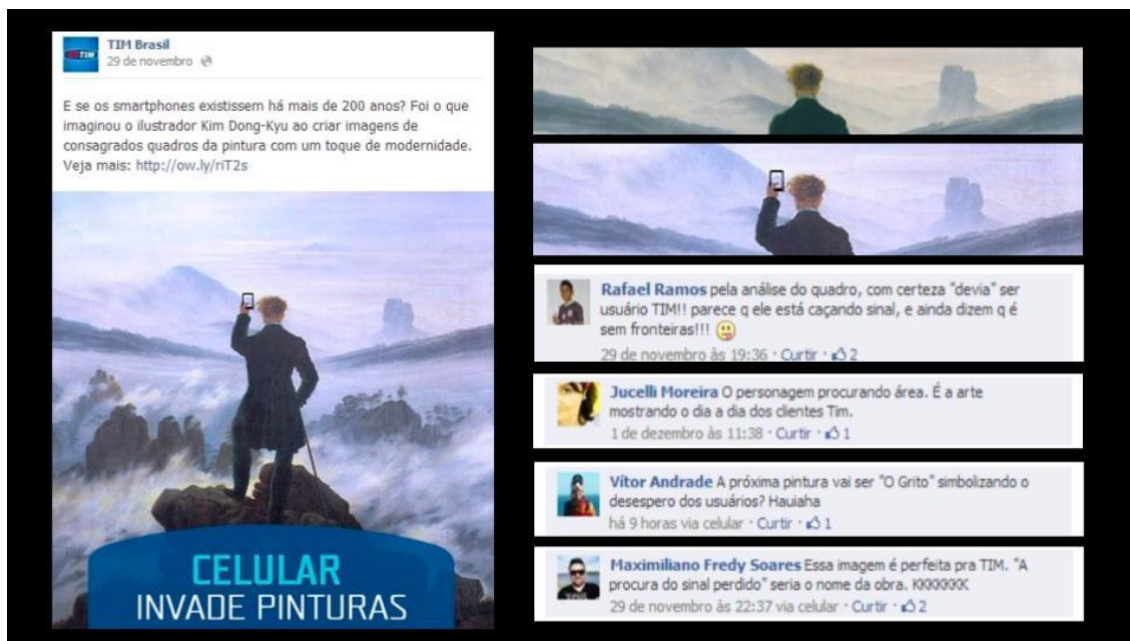 TIM Brasil
29 de novembro
E se os smartphones existissem há mais de 200 anos? Foi o que
imaginou o ilustrador Kim Dong-Kyu ao criar imagens de
consagrados quadros da pintura com um toque de modernidade.
Veja mais: http://ow.ly/riT2s
CELULAR
INVADE PINTURAS
Rafael Ramos pela análise do quadro, com certeza "devia" ser
usuário TIM!! parece q ele está caçando sinal, e ainda dizem q é
sem fronteiras!!!
29 de novembro às 19:36 · Curtir · 2
Jucelli Moreira O personagem procurando área. É a arte
mostrando o dia a dia dos clientes Tim.
1 de dezembro às 11:38 · Curtir · 1
Vítor Andrade A próxima pintura vai ser "O Grito" simbolizando o
desespero dos usuários? Hauiaha
há 9 horas via celular · Curtir · 1
Maximiliano Fredy Soares Essa imagem é perfeita pra TIM. "A
procura do sinal perdido" seria o nome da obra. KKKKKKK
29 de novembro às 22:37 via celular · Curtir · 2